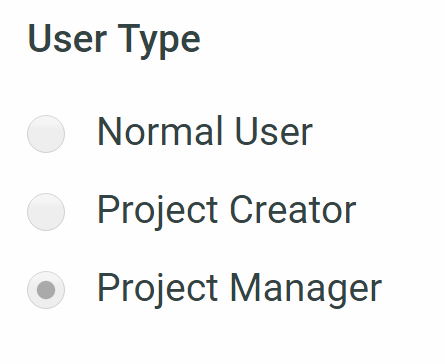 User Type
Normal User
Project Creator
Project Manager